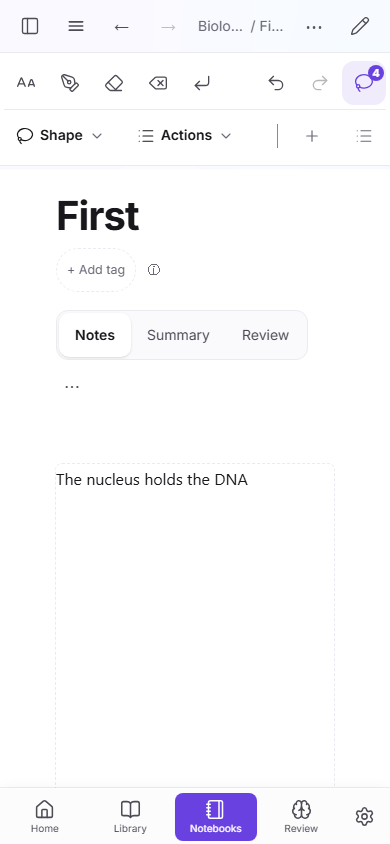 Biolo... / Fi... ...
AA
4
Shape
Actions
First
+ Add tag
Notes Summary Review
...
The nucleus holds the DNA
Home Library Notebooks Review